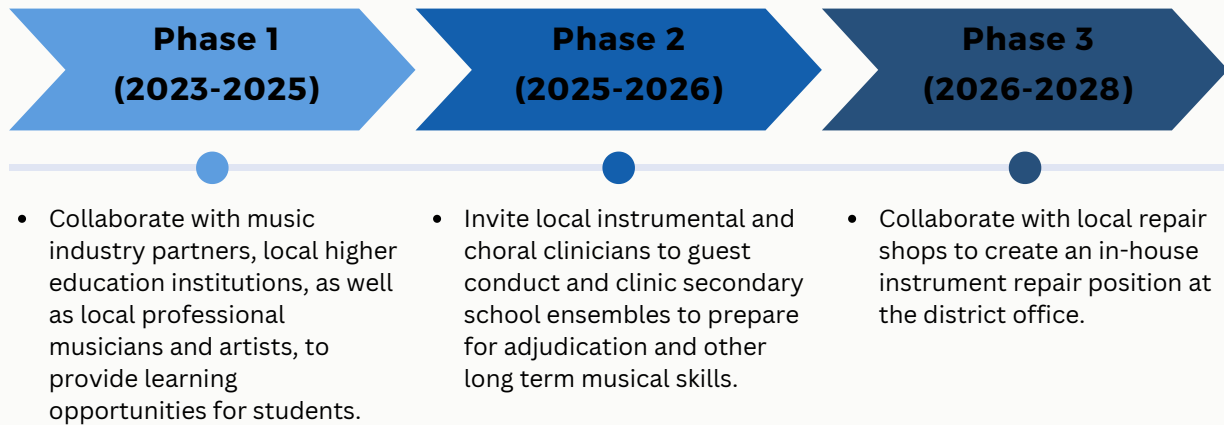 Phase 1
(2023-2025)
Phase 2
(2025-2026)
Phase 3
(2026-2028)
• Collaborate with music
industry partners, local higher
education institutions, as well
as local professional
musicians and artists, to
provide learning
opportunities for students.
• Invite local instrumental and
choral clinicians to guest
conduct and clinic secondary
school ensembles to prepare
for adjudication and other
long term musical skills.
• Collaborate with local repair
shops to create an in-house
instrument repair position at
the district office.